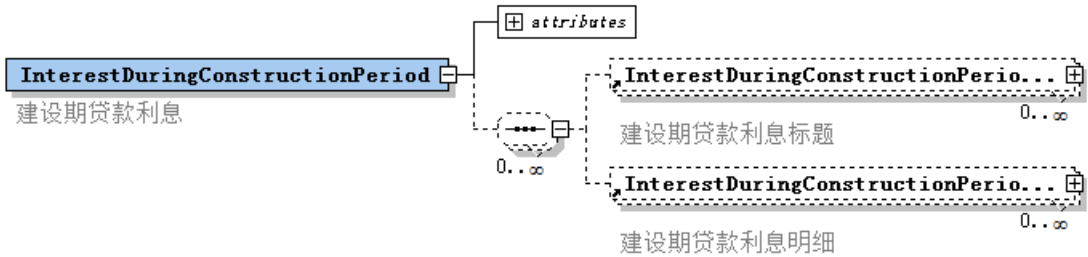 attributes
InterestDuringConstructionPeriod
建设期贷款利息
0..∞
InterestDuringConstructionPerio...
0..∞
建设期贷款利息标题
InterestDuringConstructionPerio...
0..∞
建设期贷款利息明细